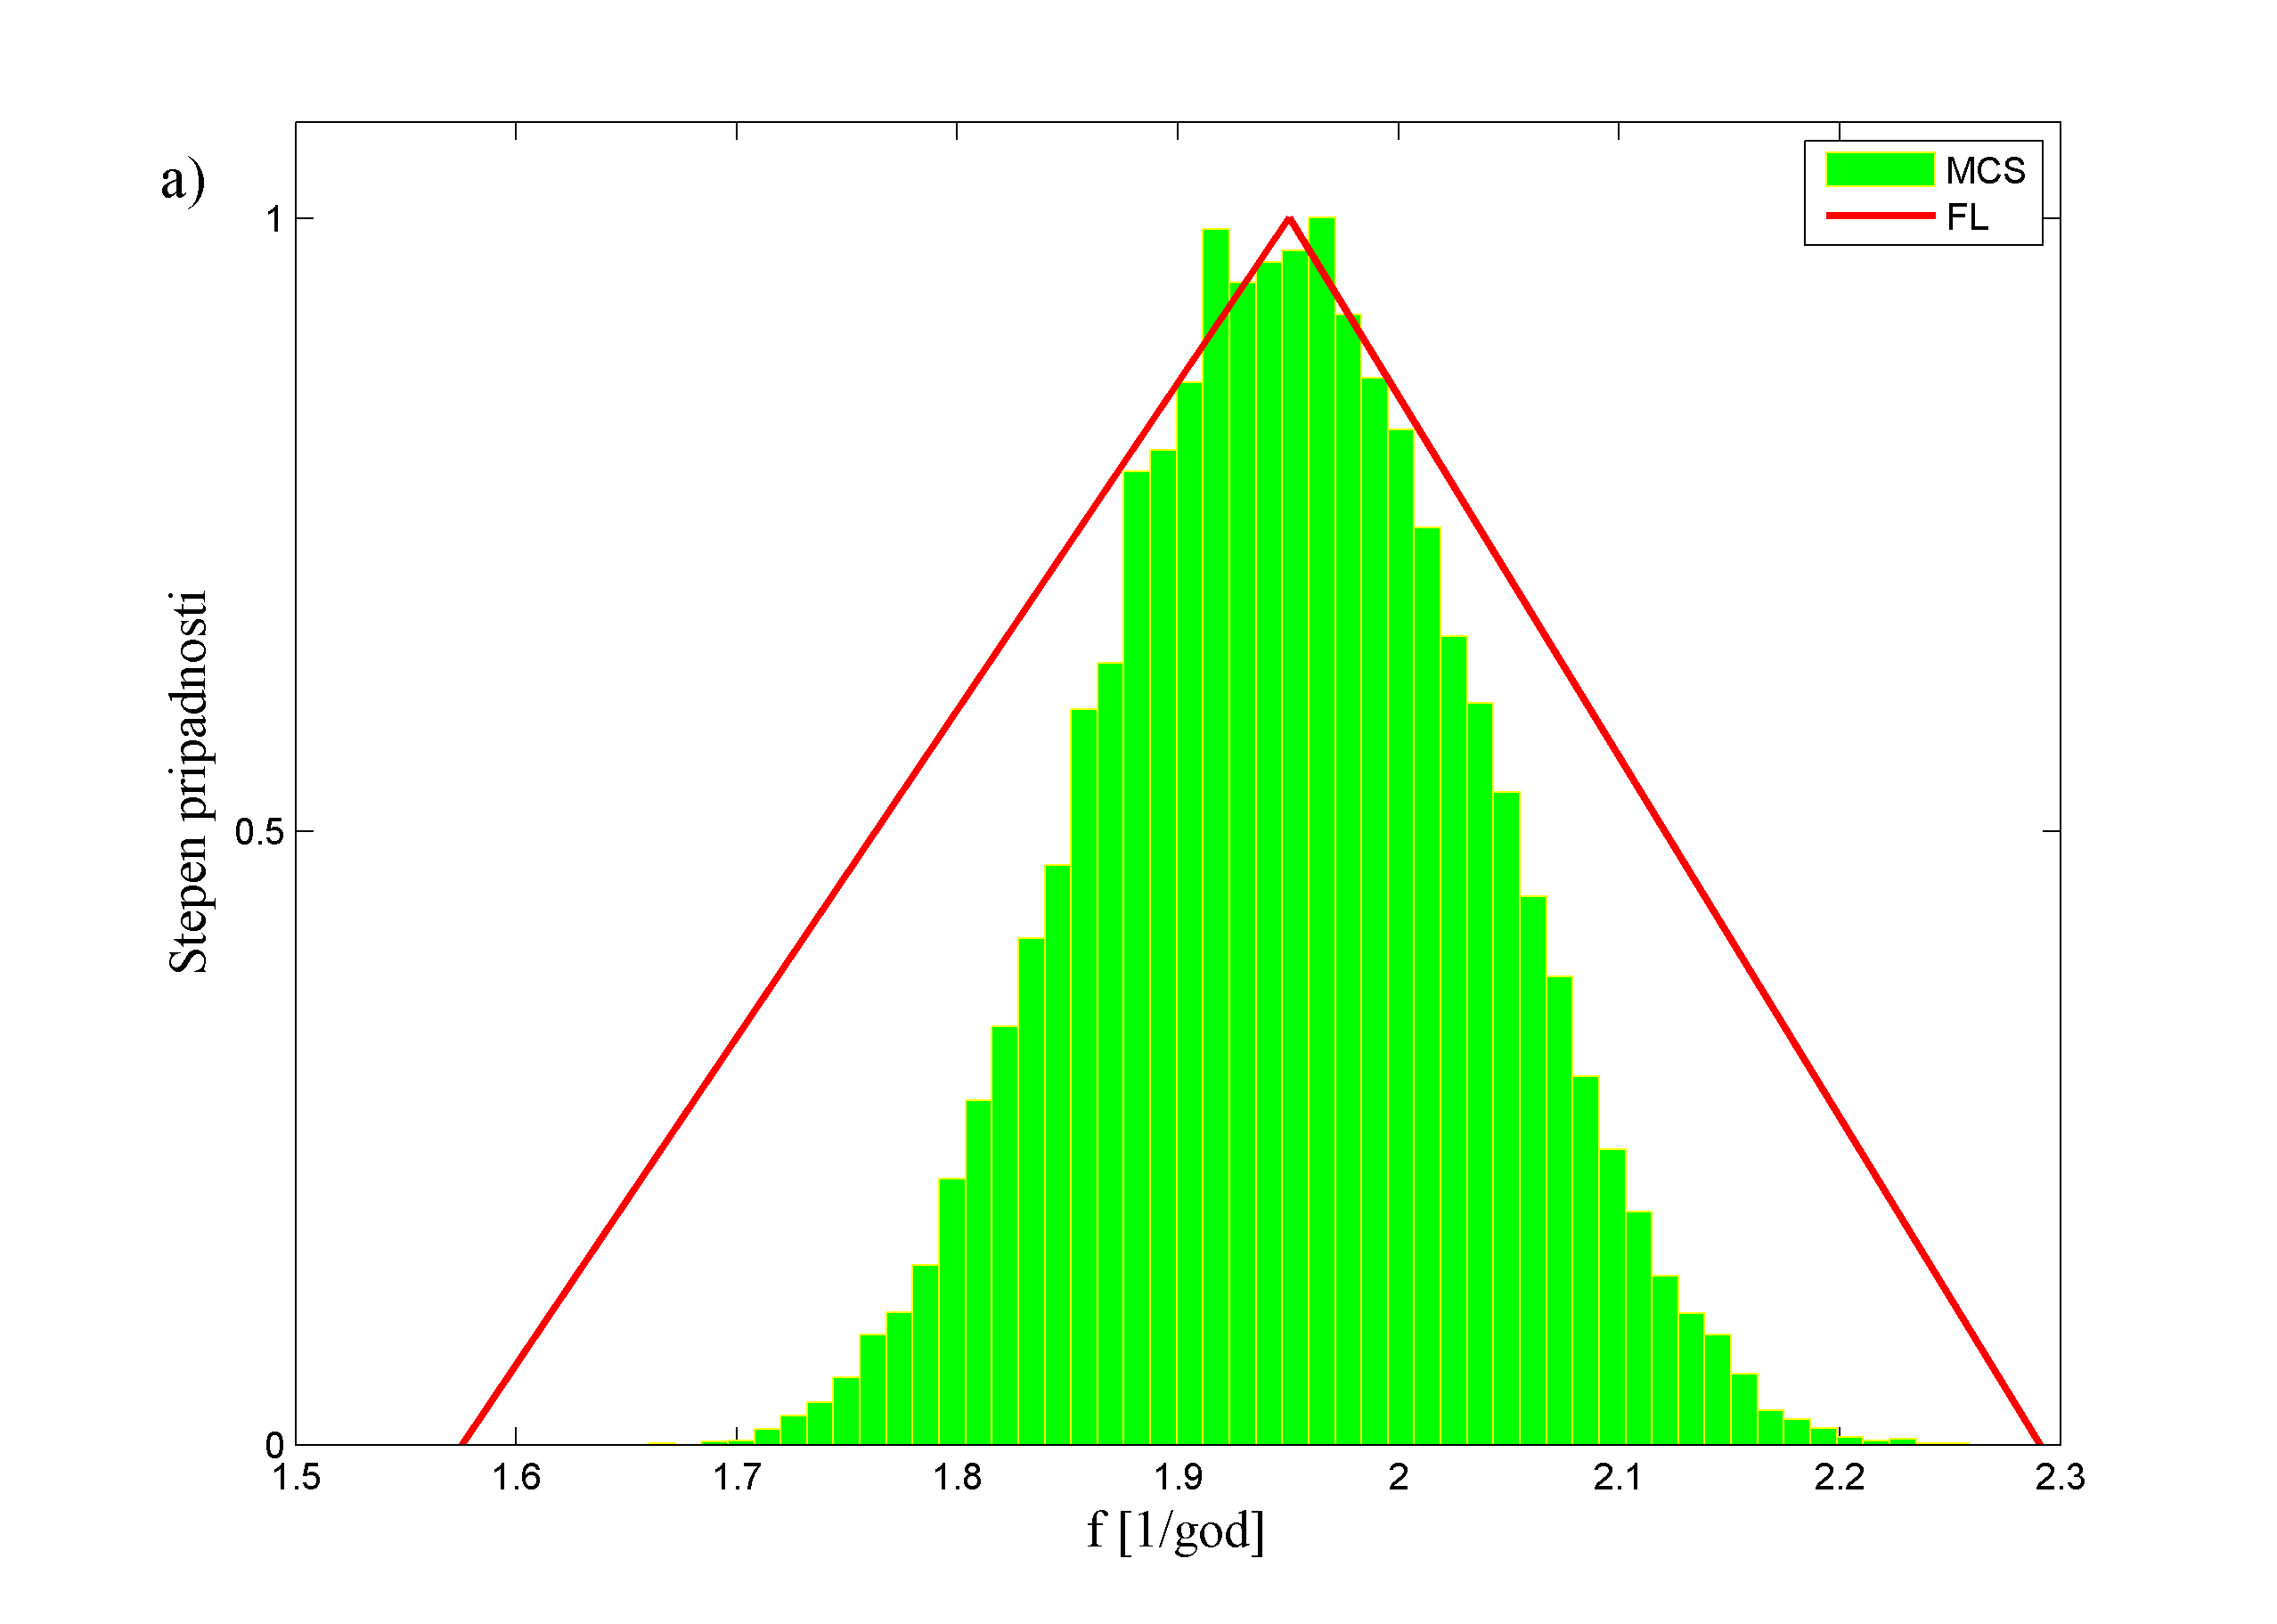 a)
MCS
FL
1
0.5
0
Stepen pripadnosti
1.5 1.6 1.7 1.8 1.9 2 2.1 2.2 2.3
f [1/god]